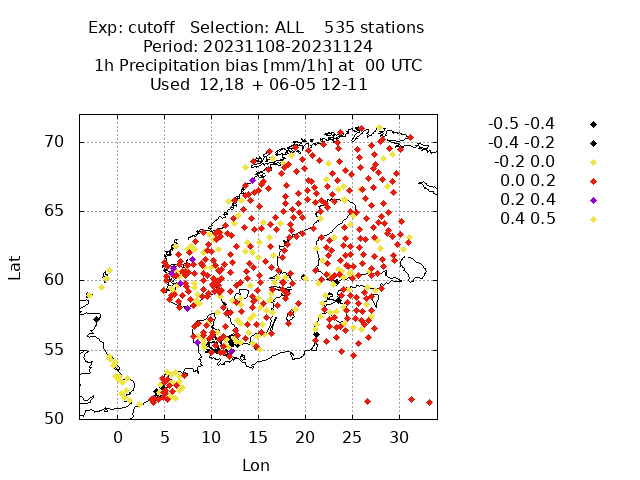 Exp: cutoff Selection: ALL 535 stations
Period: 20231108-20231124
1h Precipitation bias [mm/1h] at 00 UTC
Used 12,18 + 06-05 12-11
-0.5 -0.4
-0.4 -0.2
-0.2 0.0
0.0 0.2
0.2 0.4
0.4 0.5
70
65
60
55
50
Lat
0 5 10 15 20 25 30
Lon